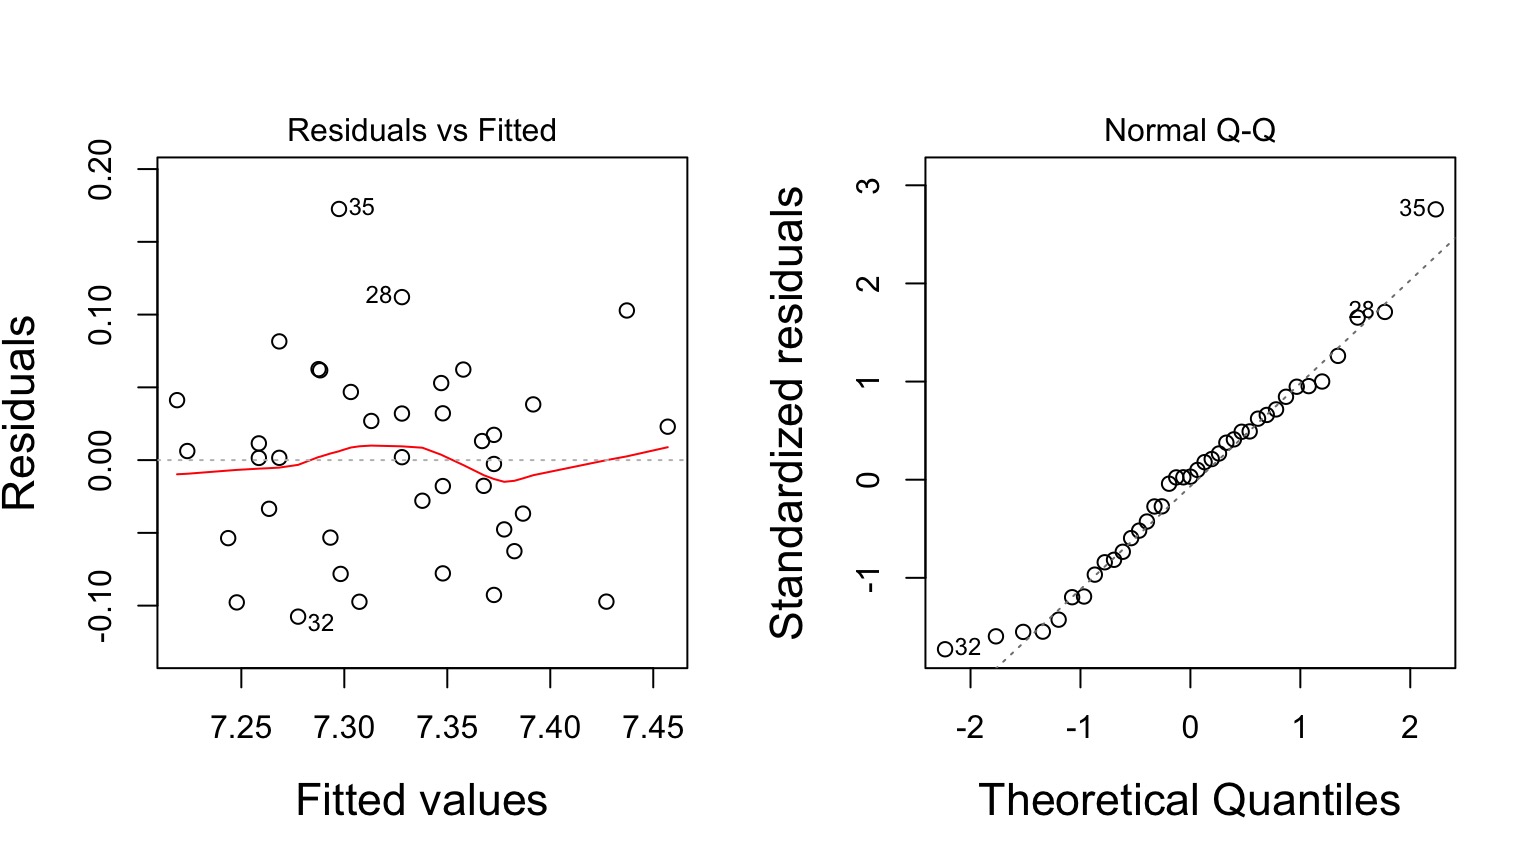 Residuals vs Fitted
Residuals
0.20
0.10
0.00
-0.10
35
28
32
7.25 7.30 7.35 7.40 7.45
Fitted values
Normal Q-Q
Standardized residuals
3
2
1
0
-1
35
28
32
-2 -1 0 1 2
Theoretical Quantiles